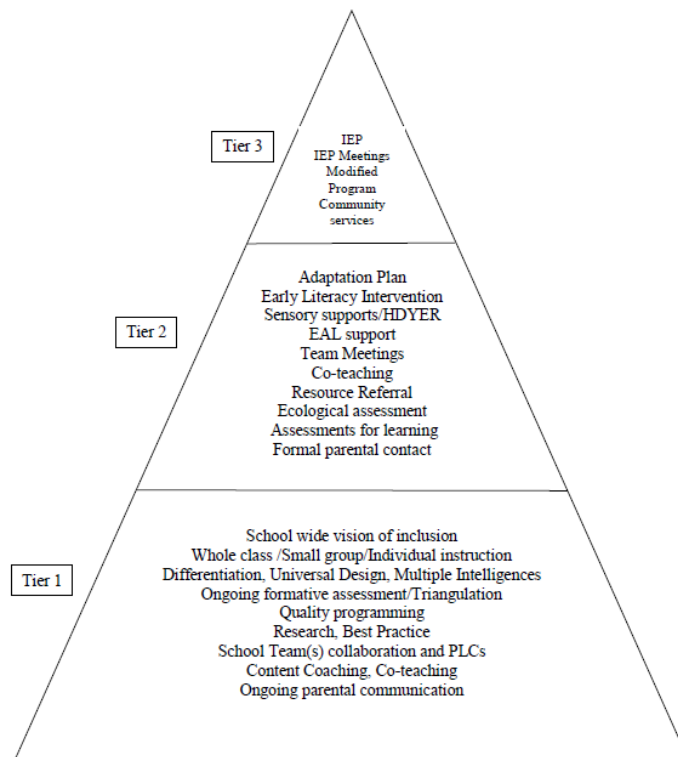 Tier 3
IEP
IEP Meetings
Modified
Program
Community
services
Tier 2
Adaptation Plan
Early Literacy Intervention
Sensory supports/HDYER
EAL support
Team Meetings
Co-teaching
Resource Referral
Ecological assessment
Assessments for learning
Formal parental contact
Tier 1
School wide vision of inclusion
Whole class /Small group/Individual instruction
Differentiation, Universal Design, Multiple Intelligences
Ongoing formative assessment/Triangulation
Quality programming
Research, Best Practice
School Team(s) collaboration and PLCs
Content Coaching, Co-teaching
Ongoing parental communication